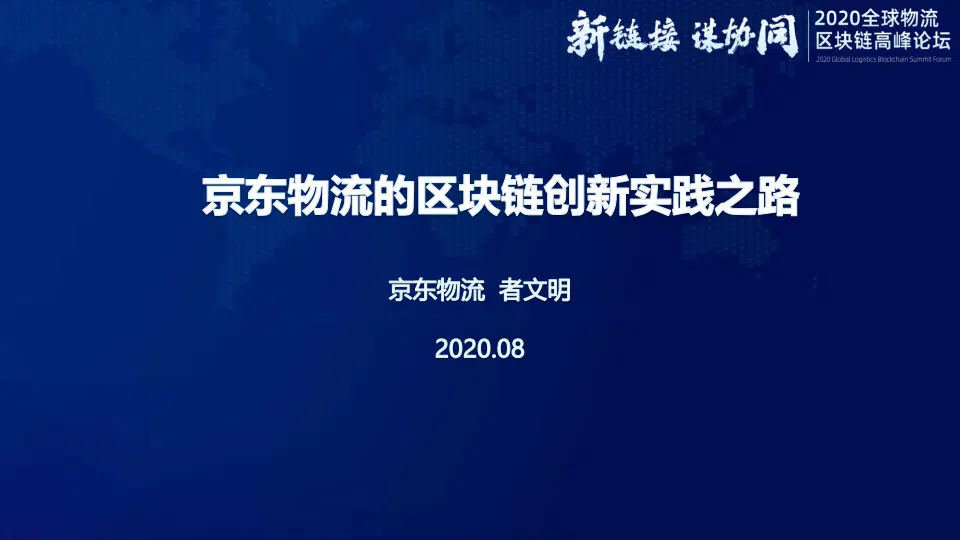 新链接 谋协同
2020全球物流
区块链高峰论坛
2020 Global Logistics Blockchain Summit Forum
京东物流的区块链创新实践之路
京东物流 者文明
2020.08